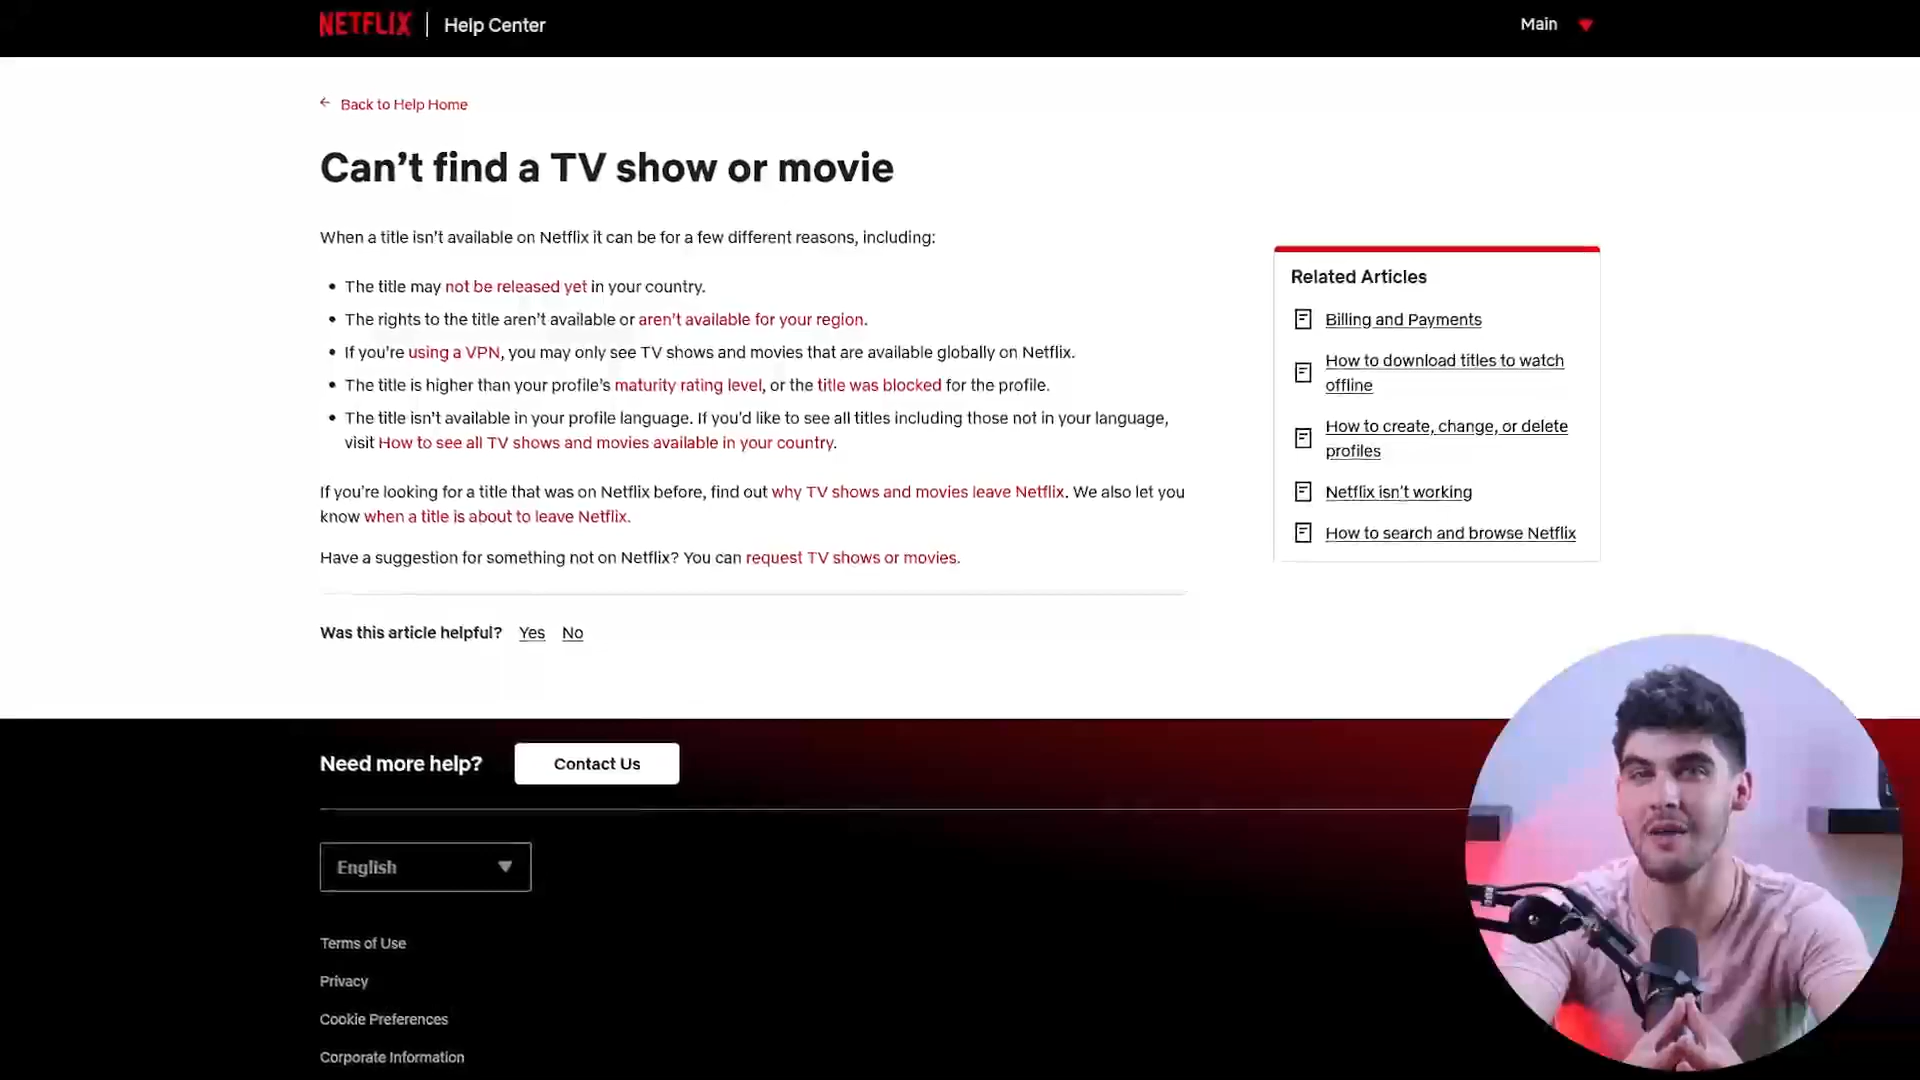 NETFLIX | Help Center
Main
Back to Help Home
Can't find a TV show or movie
When a title isn't available on Netflix it can be for a few different reasons, including:
• The title may not be released yet in your country.
• The rights to the title aren't available or aren't available for your region.
• If you're using a VPN, you may only see TV shows and movies that are available globally on Netflix.
• The title is higher than your profile's maturity rating level, or the title was blocked for the profile.
• The title isn't available in your profile language. If you'd like to see all titles including those not in your language,
visit How to see all TV shows and movies available in your country.
If you're looking for a title that was on Netflix before, find out why TV shows and movies leave Netflix. We also let you
know when a title is about to leave Netflix.
Have a suggestion for something not on Netflix? You can request TV shows or movies.
Was this article helpful? Yes No
Related Articles
Billing and Payments
How to download titles to watch
offline
How to create, change, or delete
profiles
Netflix isn't working
How to search and browse Netflix
Need more help? Contact Us
English
Terms of Use
Privacy
Cookie Preferences
Corporate Information